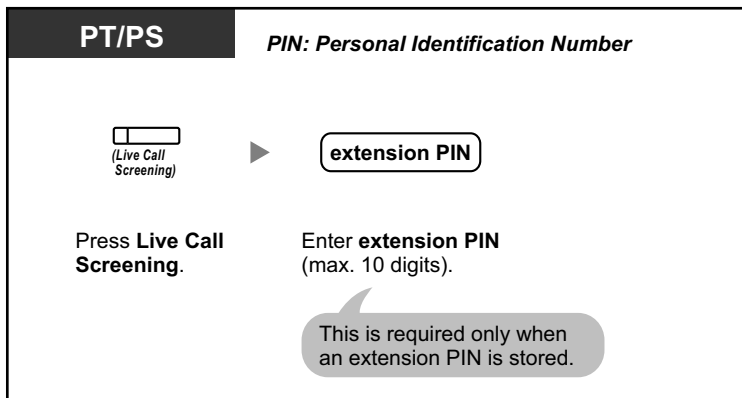 PT/PS
PIN: Personal Identification Number
(Live Call
Screening)
extension PIN
Press Live Call
Screening.
Enter extension PIN
(max. 10 digits).
This is required only when
an extension PIN is stored.